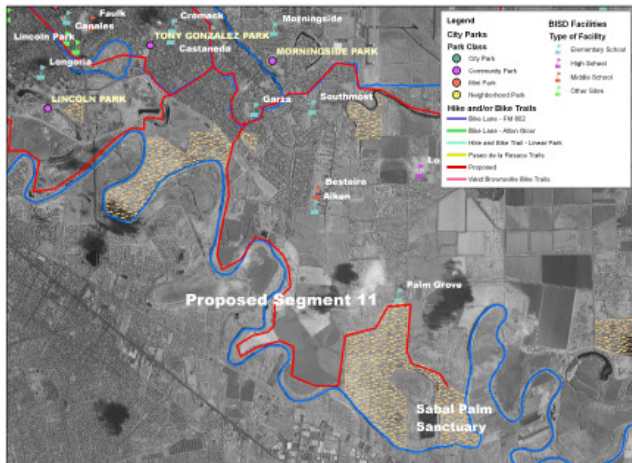 Faulk
Canales
Cromack
Morningside
Lincoln Park
TONY GONZALEZ PARK
Castaneda
MORNINGSIDE PARK
Longoria
LINCOLN PARK
Garza
Southmost
Lo
Besteiro
Aiken
Palm Grove
Proposed Segment 11
Sabal Palm
Sanctuary
Legend
City Parks
Park Class
City Park
Community Park
Mini Park
Neighborhood Park
Hike and/or Bike Trails
Bike Lane - FM 802
Bike Lane - Alton Gloor
Hike and Bike Trail - Linear Park
Paseo de la Resaca Trails
Proposed
West Brownsville Bike Trails
BISD Facilities
Type of Facility
Elementary School
High School
Middle School
Other Sites